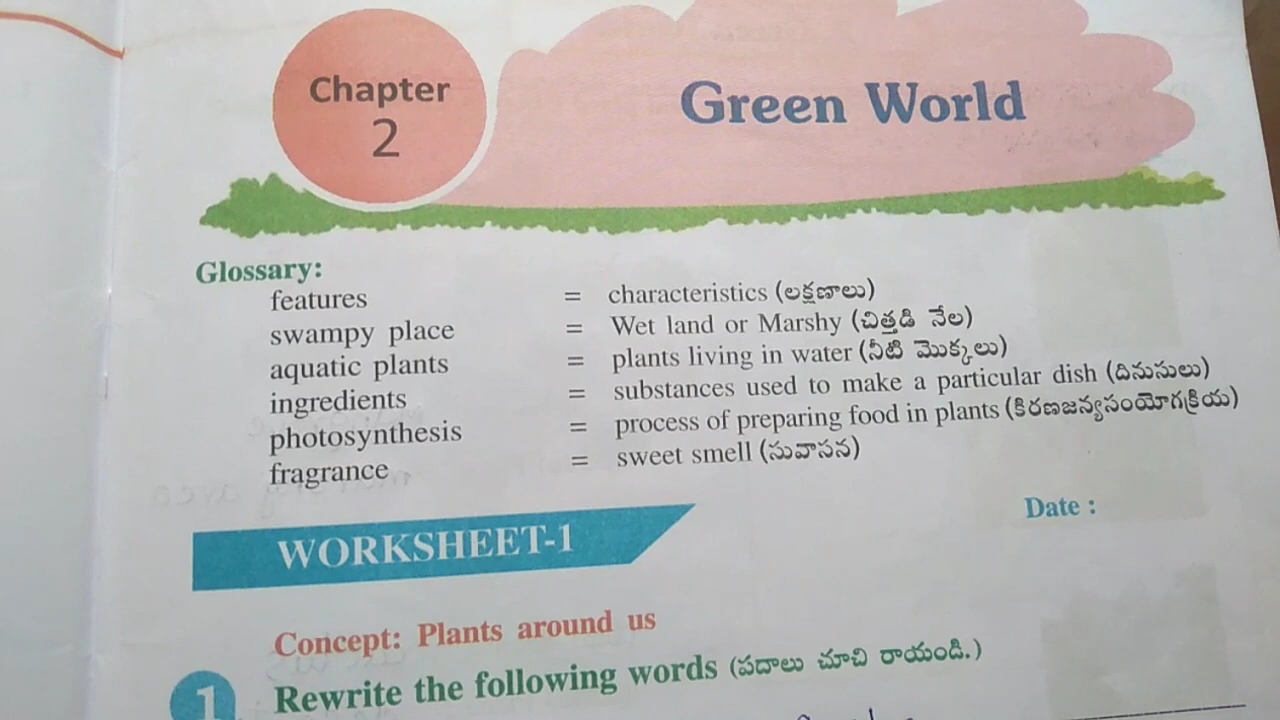 Chapter
2
Green World
Glossary:
features = characteristics (లక్షణాలు)
swampy place = Wet land or Marshy (చిత్తడి నేల)
aquatic plants = plants living in water (నీటి మొక్కలు)
ingredients = substances used to make a particular dish (దినుసులు)
photosynthesis = process of preparing food in plants (కిరణజన్యసంయోగక్రియ)
fragrance = sweet smell (సువాసన)
Date :
WORKSHEET-1
Concept: Plants around us
1 Rewrite the following words (పదాలు చూచి రాయండి.)